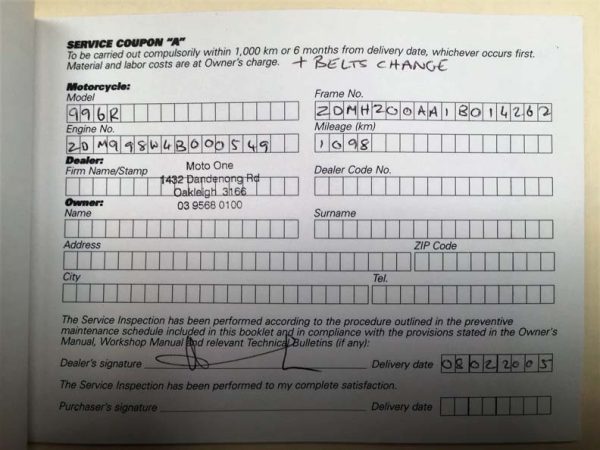 SERVICE COUPON "A"
To be carried out compulsorily within 1,000 km or 6 months from delivery date, whichever occurs first.
Material and labor costs are at Owner's charge. + BELTS CHANGE
Motorcycle:
Model
Frame No.
996R
ZDMH200AA1B014262
Engine No.
Mileage (km)
ZDM998W4B000549
1098
Dealer:
Firm Name/Stamp
Dealer Code No.
Moto One
1432 Dandenong Rd
Oakleigh 3166
03 9568 0100
Owner:
Name
Surname
Address
ZIP Code
City
Tel.
The Service Inspection has been performed according to the procedure outlined in the preventive
maintenance schedule included in this booklet and in compliance with the provisions stated in the Owner's
Manual, Workshop Manual and relevant Technical Bulletins (if any):
Dealer's signature
Delivery date 08022005
The Service Inspection has been performed to my complete satisfaction.
Purchaser's signature
Delivery date